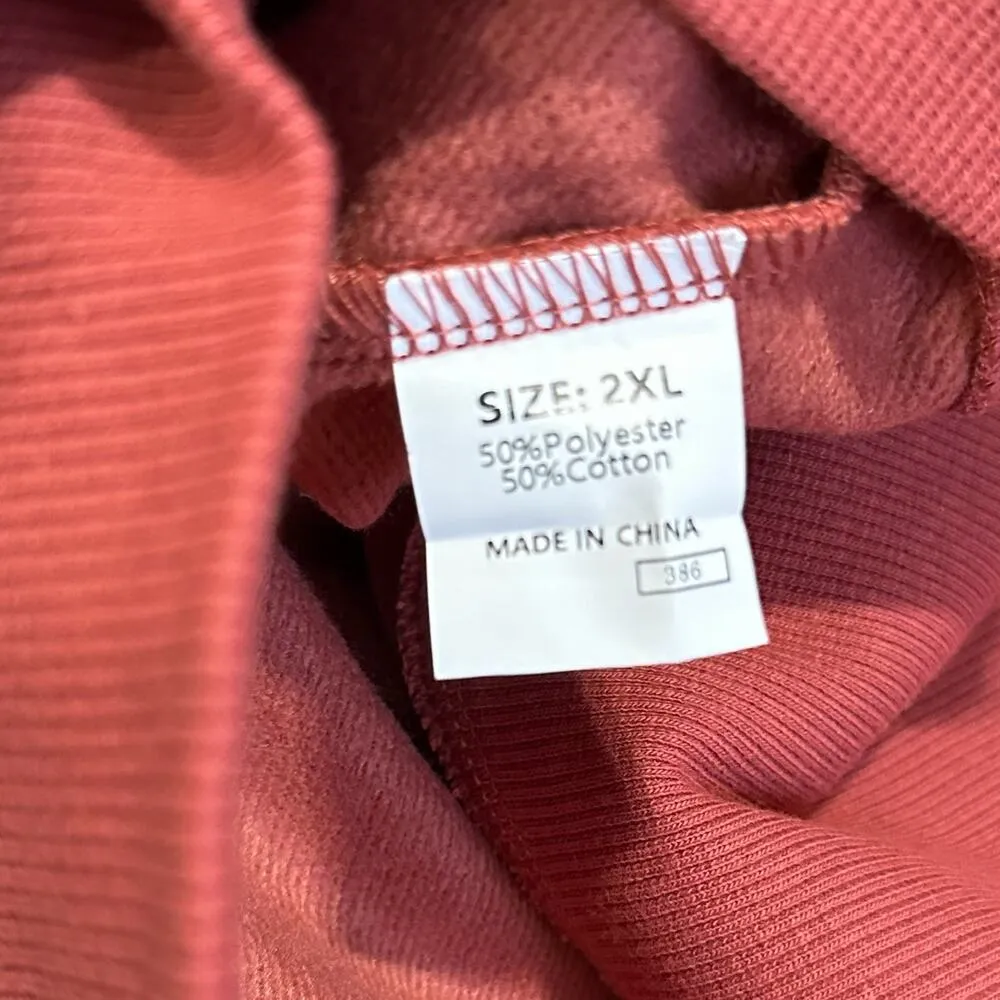 SIZE: 2XL
50%Polyester
50%Cotton
MADE IN CHINA
386